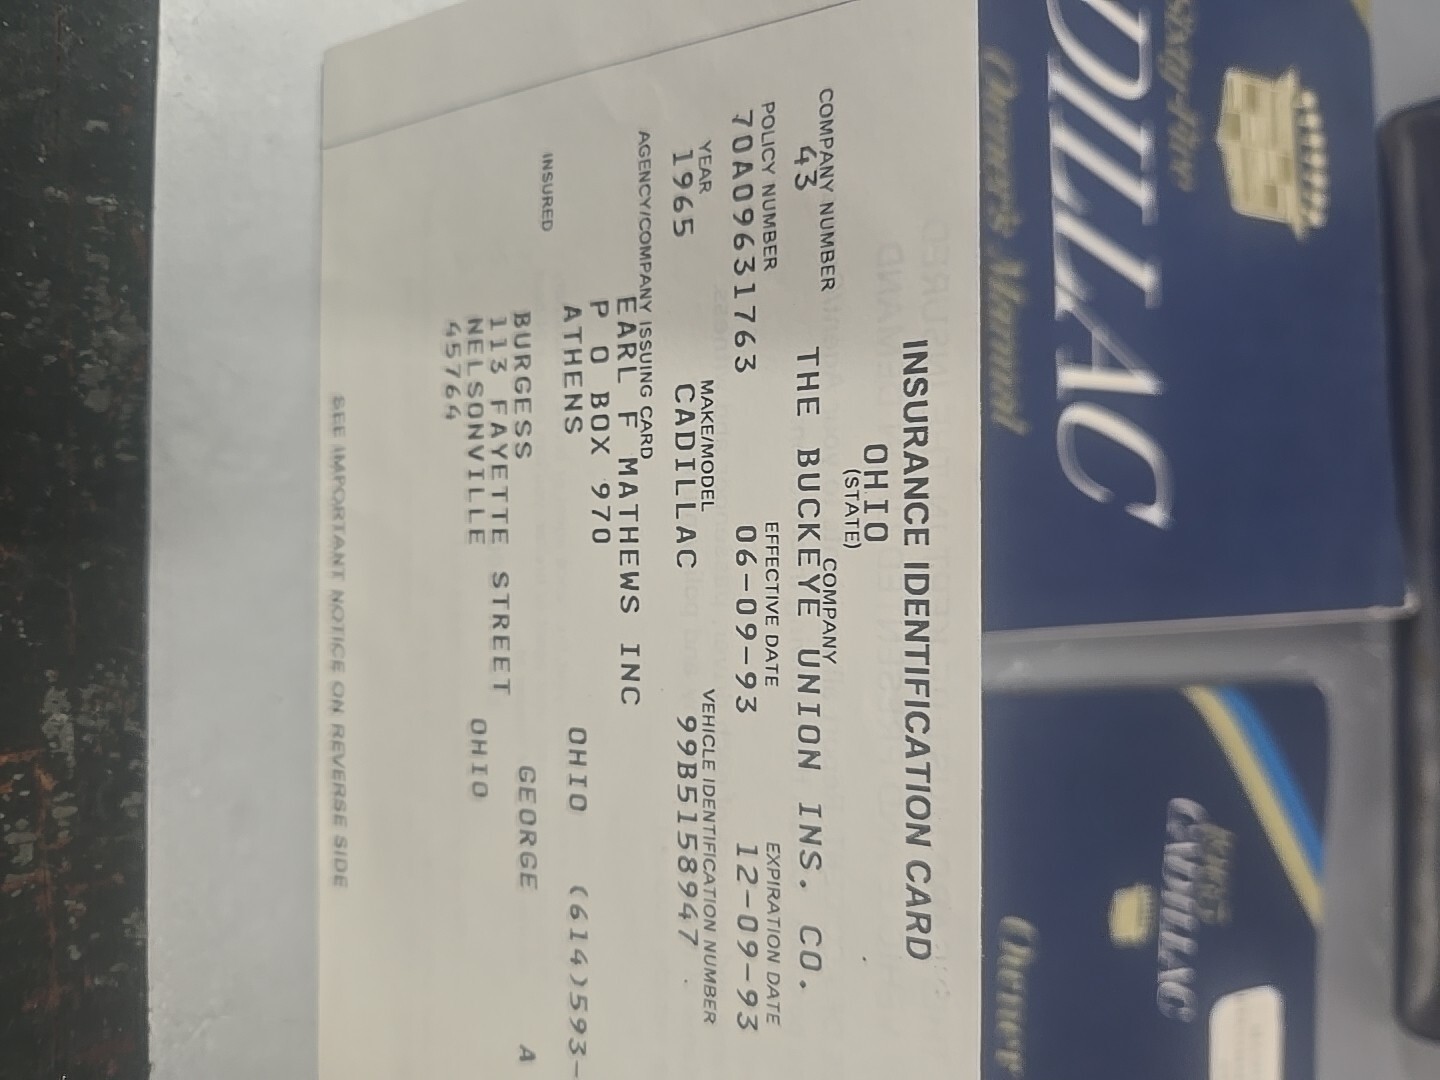 INSURANCE IDENTIFICATION CARD
OHIO
(STATE)
COMPANY NUMBER COMPANY
43 THE BUCKEYE UNION INS. CO.
POLICY NUMBER EFFECTIVE DATE EXPIRATION DATE
70A09631763 06-09-93 12-09-93
YEAR MAKE/MODEL VEHICLE IDENTIFICATION NUMBER
1965 CADILLAC 99B5158947
AGENCY/COMPANY ISSUING CARD
EARL F MATHEWS INC
P O BOX 970
ATHENS OHIO (614)593-
INSURED
BURGESS GEORGE A
113 FAYETTE STREET
NELSONVILLE OHIO
45764
SEE IMPORTANT NOTICE ON REVERSE SIDE
DILLAC
Owner's Manual
CADILLAC
Owner